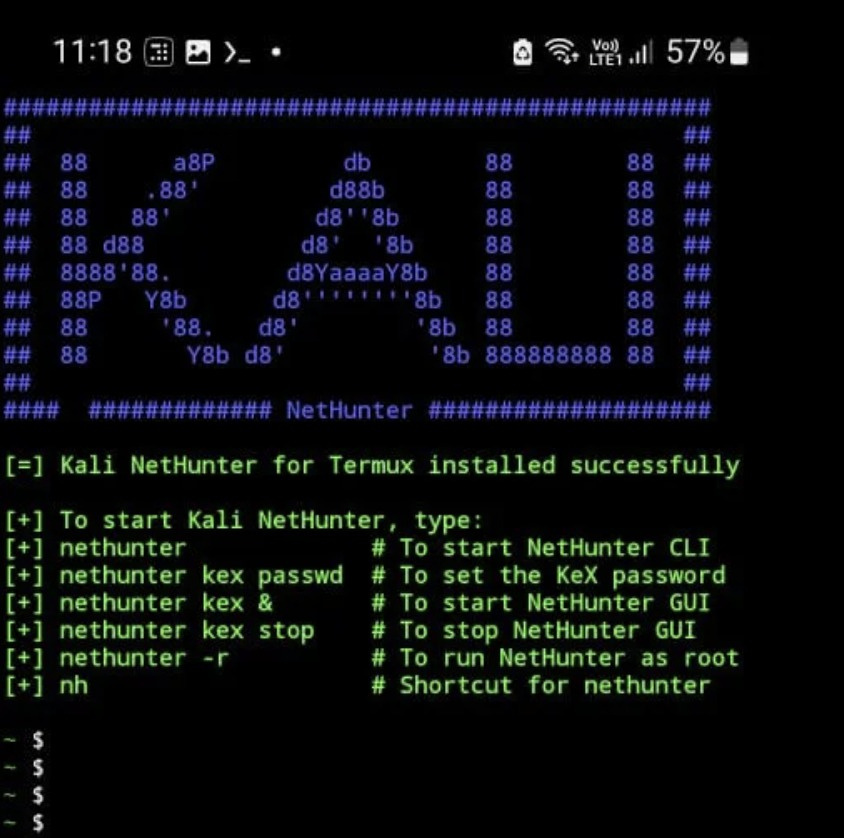 11:18 57%
Vo))
LTE1
##################################################
##                                              ##
##  88      a8P         db        88        88  ##
##  88    .88'         d88b       88        88  ##
##  88   88'          d8''8b      88        88  ##
##  88 d88           d8'  '8b     88        88  ##
##  8888'88.        d8YaaaaY8b    88        88  ##
##  88P   Y8b      d8''''''''8b   88        88  ##
##  88     '88.   d8'        '8b  88        88  ##
##  88       Y8b d8'          '8b 888888888 88  ##
##                                              ##
####  ############# NetHunter ####################
[=] Kali NetHunter for Termux installed successfully
[+] To start Kali NetHunter, type:
[+] nethunter             # To start NetHunter CLI
[+] nethunter kex passwd  # To set the KeX password
[+] nethunter kex &       # To start NetHunter GUI
[+] nethunter kex stop    # To stop NetHunter GUI
[+] nethunter -r          # To run NetHunter as root
[+] nh                    # Shortcut for nethunter
~ $
~ $
~ $
~ $